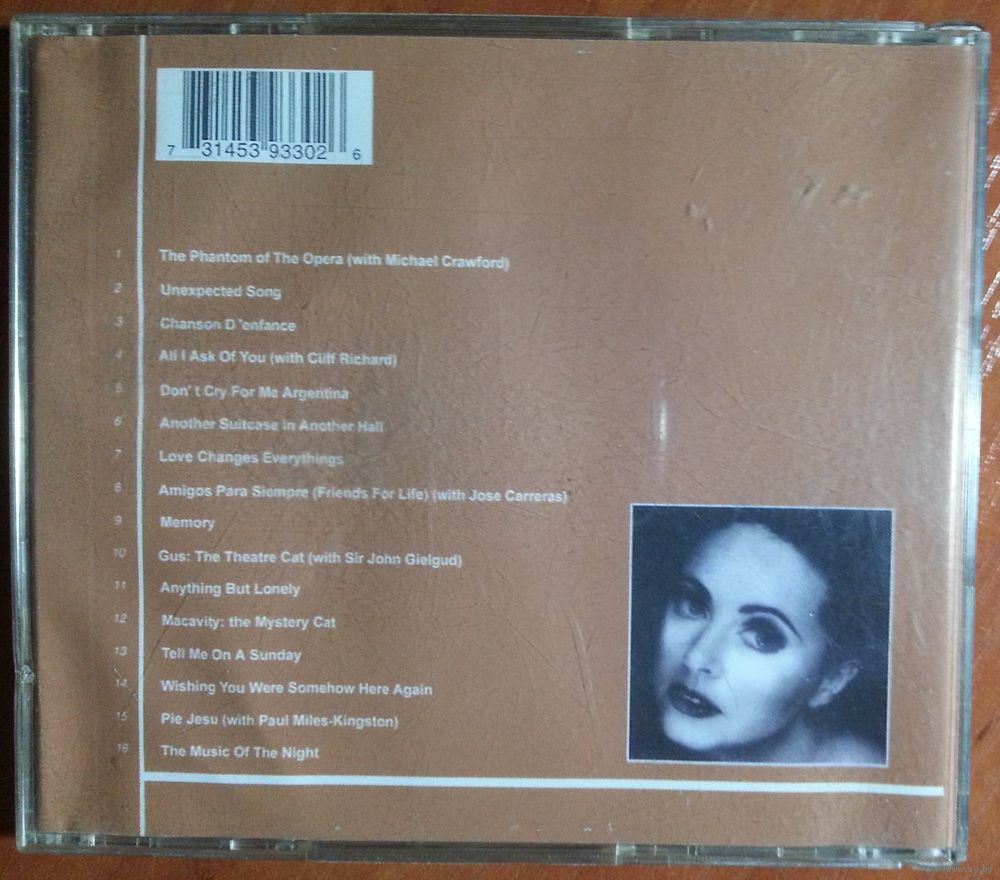 7 31453 93302 6
1 The Phantom of The Opera (with Michael Crawford)
2 Unexpected Song
3 Chanson D'enfance
4 All I Ask Of You (with Cliff Richard)
5 Don't Cry For Me Argentina
6 Another Suitcase In Another Hall
7 Love Changes Everythings
8 Amigos Para Siempre (Friends For Life) (with Jose Carreras)
9 Memory
10 Gus: The Theatre Cat (with Sir John Gielgud)
11 Anything But Lonely
12 Macavity: the Mystery Cat
13 Tell Me On A Sunday
14 Wishing You Were Somehow Here Again
15 Pie Jesu (with Paul Miles-Kingston)
16 The Music Of The Night